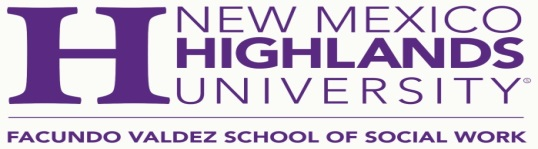 H
NEW MEXICO
HIGHLANDS
UNIVERSITY®
FACUNDO VALDEZ SCHOOL OF SOCIAL WORK